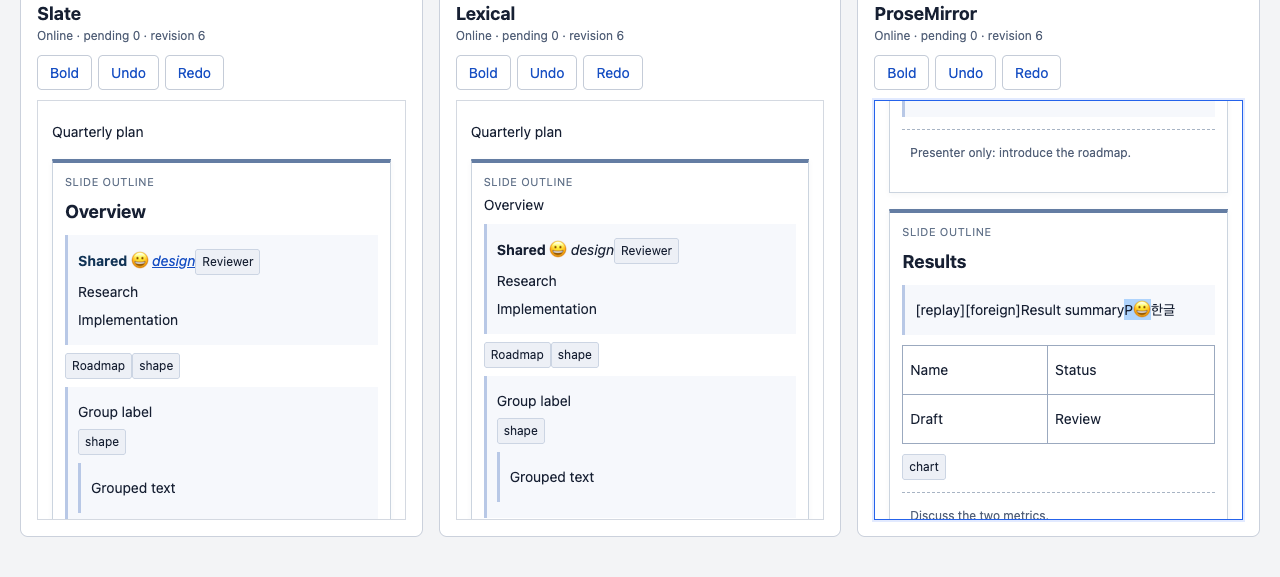 Slate
Online · pending 0 · revision 6
Bold Undo Redo
Quarterly plan
SLIDE OUTLINE
Overview
Shared 😀 design Reviewer
Research
Implementation
Roadmap shape
Group label
shape
Grouped text
Lexical
Online · pending 0 · revision 6
Bold Undo Redo
Quarterly plan
SLIDE OUTLINE
Overview
Shared 😀 design Reviewer
Research
Implementation
Roadmap shape
Group label
shape
Grouped text
ProseMirror
Online · pending 0 · revision 6
Bold Undo Redo
Presenter only: introduce the roadmap.
SLIDE OUTLINE
Results
[replay][foreign]Result summaryP😀한글
Name Status
Draft Review
chart
Discuss the two metrics.